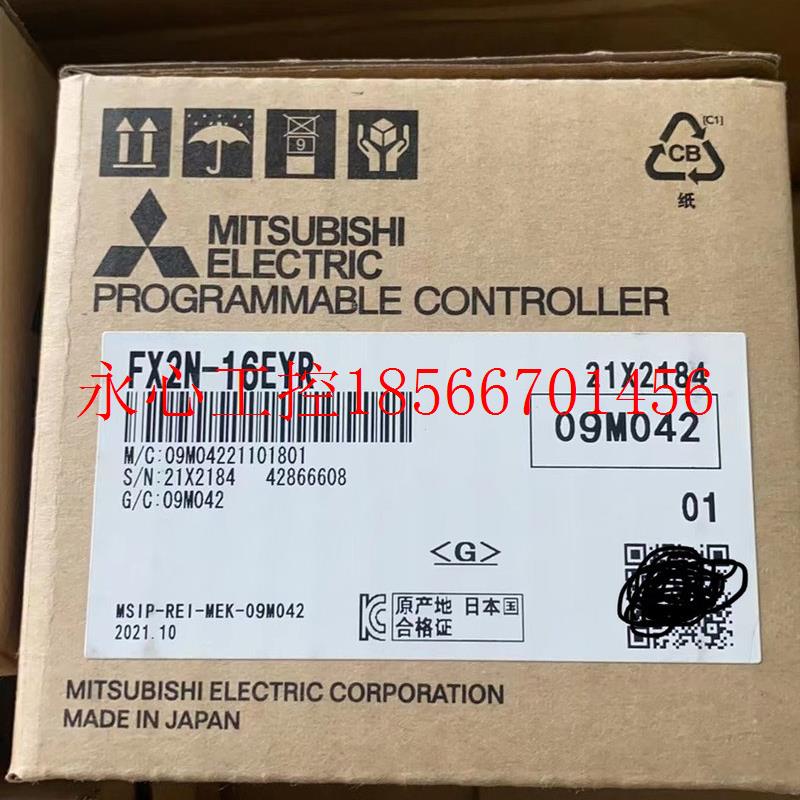 9
[C1]
CB
纸
MITSUBISHI
ELECTRIC
PROGRAMMABLE CONTROLLER
FX2N-16EYR 21X2184
永心工控18566701456
09M042
M/C:09M04221101801
S/N:21X2184 42866608
G/C:09M042
01
<G>
MSIP-REI-MEK-09M042
2021.10
原产地 日本国
合格证
MITSUBISHI ELECTRIC CORPORATION
MADE IN JAPAN